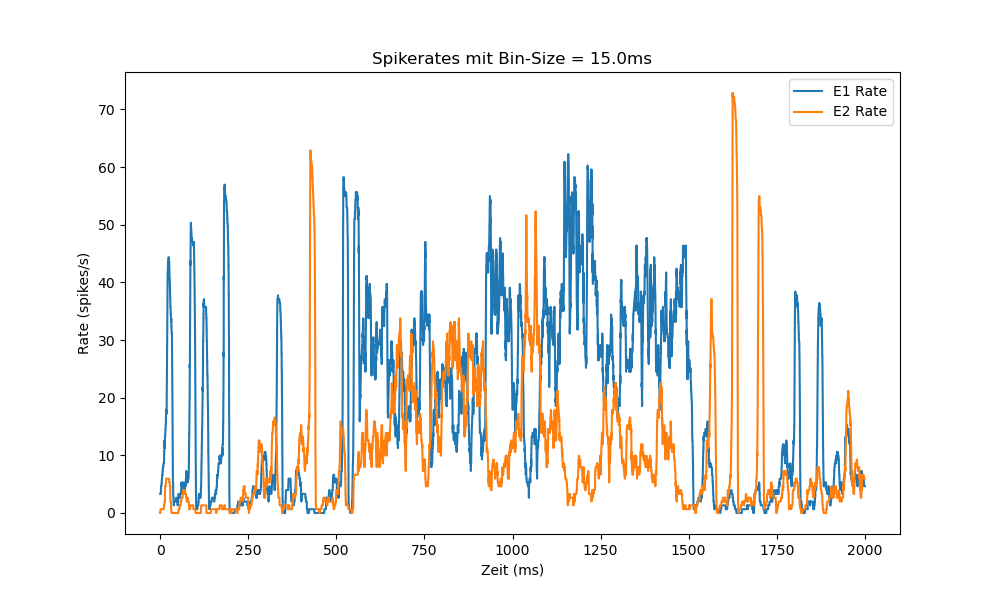 Spikerates mit Bin-Size = 15.0ms
E1 Rate
E2 Rate
Rate (spikes/s)
70
60
50
40
30
20
10
0
0 250 500 750 1000 1250 1500 1750 2000
Zeit (ms)